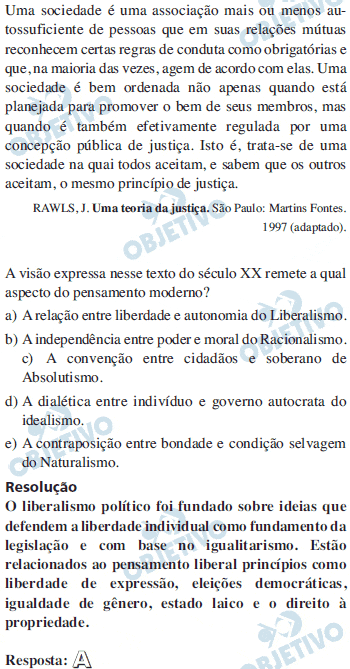 Uma sociedade é uma associação mais ou menos au-
tossuficiente de pessoas que em suas relações mútuas
reconhecem certas regras de conduta como obrigatórias e
que, na maioria das vezes, agem de acordo com elas. Uma
sociedade é bem ordenada não apenas quando está
planejada para promover o bem de seus membros, mas
quando é também efetivamente regulada por uma
concepção pública de justiça. Isto é, trata-se de uma
sociedade na qual todos aceitam, e sabem que os outros
aceitam, o mesmo princípio de justiça.
RAWLS, J. Uma teoria da justiça. São Paulo: Martins Fontes.
1997 (adaptado).
A visão expressa nesse texto do século XX remete a qual
aspecto do pensamento moderno?
a) A relação entre liberdade e autonomia do Liberalismo.
b) A independência entre poder e moral do Racionalismo.
c) A convenção entre cidadãos e soberano de
Absolutismo.
d) A dialética entre indivíduo e governo autocrata do
idealismo.
e) A contraposição entre bondade e condição selvagem
do Naturalismo.
Resolução
O liberalismo político foi fundado sobre ideias que
defendem a liberdade individual como fundamento da
legislação e com base no igualitarismo. Estão
relacionados ao pensamento liberal princípios como
liberdade de expressão, eleições democráticas,
igualdade de gênero, estado laico e o direito à
propriedade.
Resposta: A
OBJETIVO
OBJETIVO
OBJETIVO
OBJETIVO
OBJETIVO
OBJETIVO
OBJETIVO